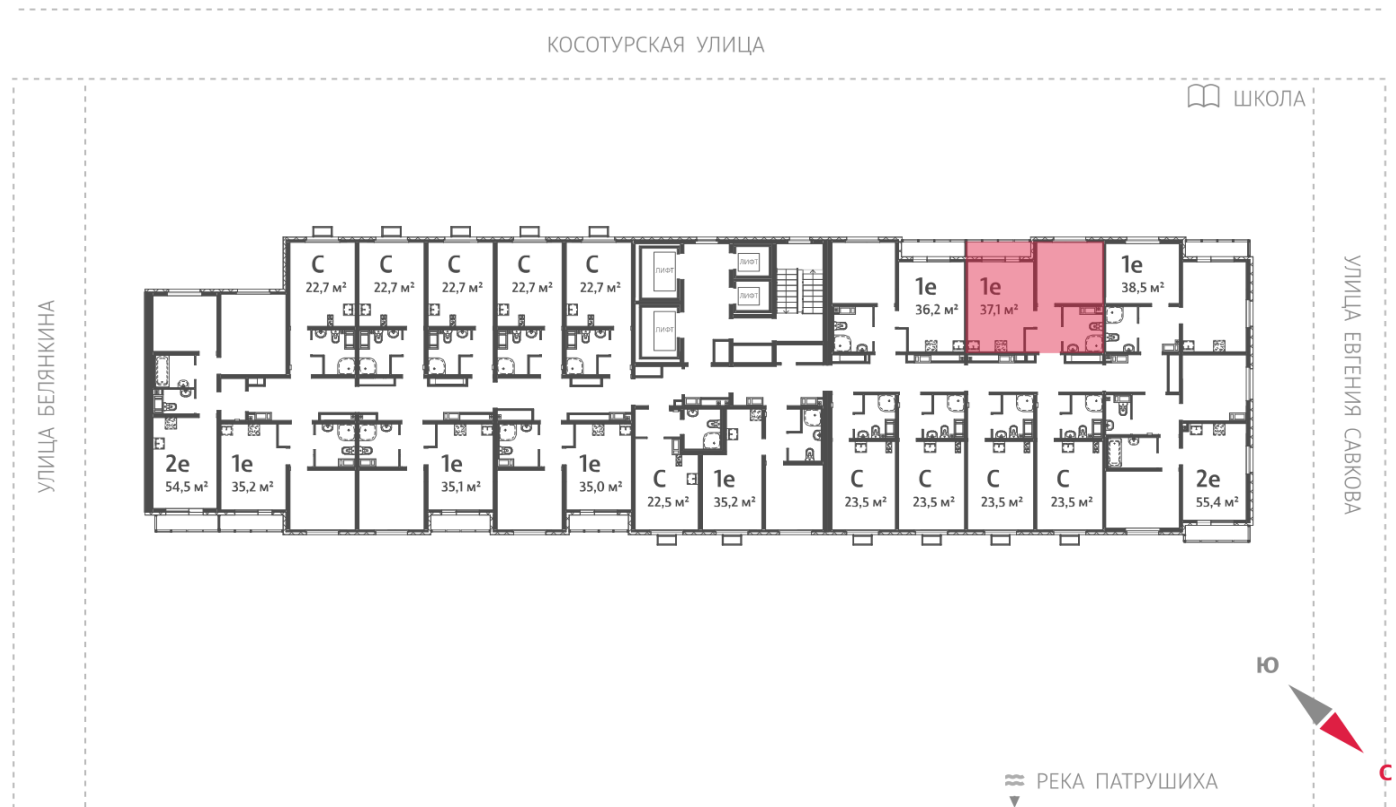 КОСОТУРСКАЯ УЛИЦА
ШКОЛА
УЛИЦА БЕЛЯНКИНА
УЛИЦА ЕВГЕНИЯ САВКОВА
С
22,7 м²
С
22,7 м²
С
22,7 м²
С
22,7 м²
С
22,7 м²
ЛИФТ
ЛИФТ
ЛИФТ
ЛИФТ
1е
36,2 м²
1е
37,1 м²
1е
38,5 м²
2е
54,5 м²
1е
35,2 м²
1е
35,1 м²
1е
35,0 м²
С
22,5 м²
1е
35,2 м²
С
23,5 м²
С
23,5 м²
С
23,5 м²
С
23,5 м²
2е
55,4 м²
Ю
С
РЕКА ПАТРУШИХА